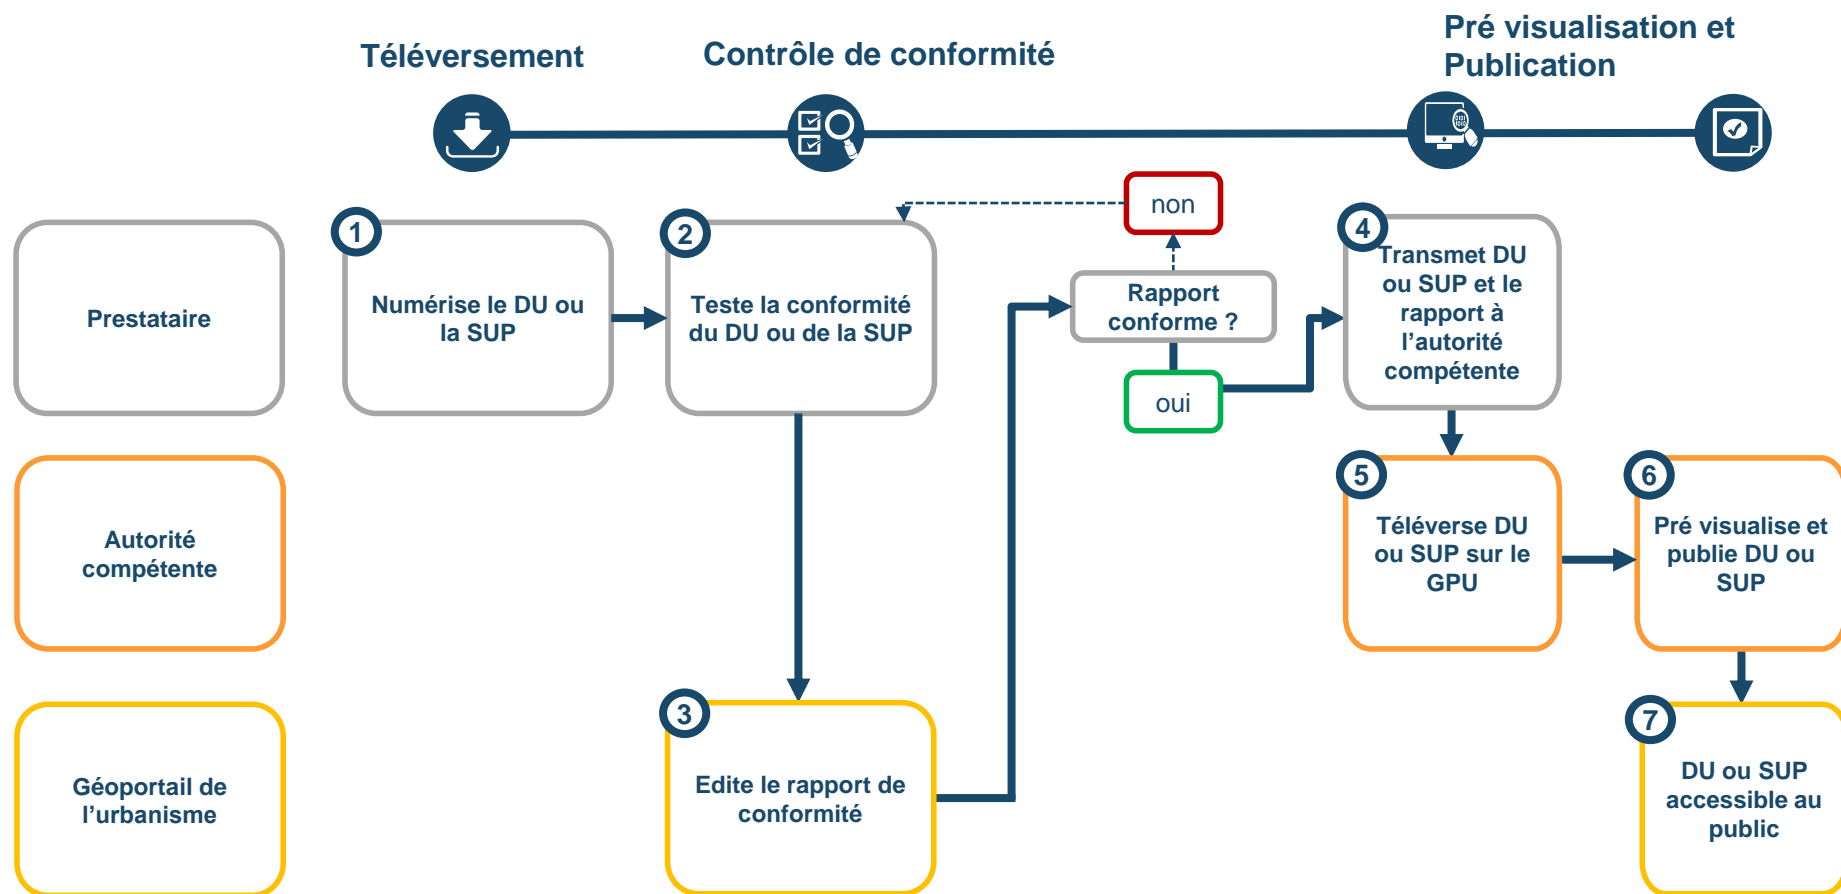 Téléversement
Contrôle de conformité
Pré visualisation et
Publication
0101
1010
Prestataire
1
Numérise le DU ou
la SUP
2
Teste la conformité
du DU ou de la SUP
non
Rapport
conforme ?
oui
4
Transmet DU
ou SUP et le
rapport à
l’autorité
compétente
Autorité
compétente
5
Téléverse DU
ou SUP sur le
GPU
6
Pré visualise et
publie DU ou
SUP
Géoportail de
l’urbanisme
3
Edite le rapport de
conformité
7
DU ou SUP
accessible au
public